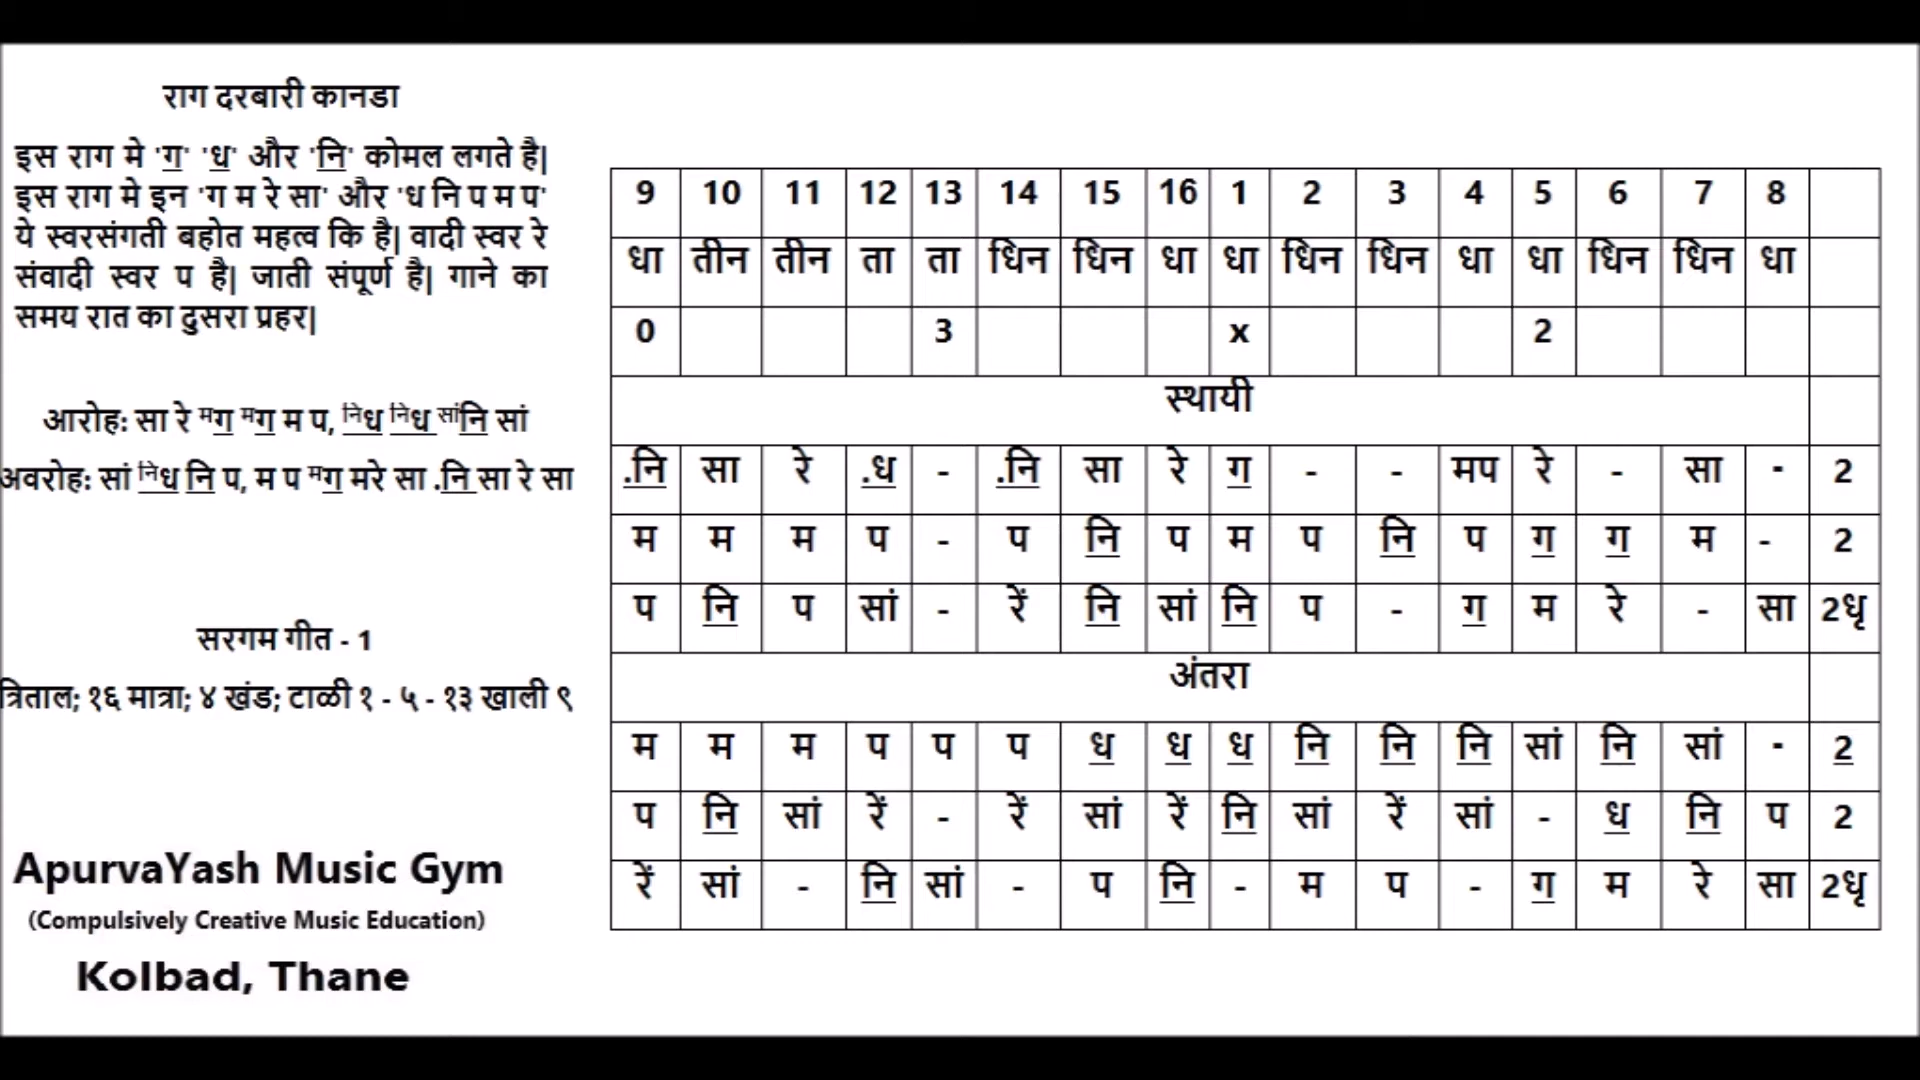 राग दरबारी कानडा
इस राग मे 'ग' 'ध' और 'नि' कोमल लगते है|
इस राग मे इन 'ग म रे सा' और 'ध नि प म प'
ये स्वरसंगती बहोत महत्व कि है| वादी स्वर रे
संवादी स्वर प है| जाती संपूर्ण है| गाने का
समय रात का दुसरा प्रहर|
आरोहः सा रे मग मग म प, निध निध सांनि सां
अवरोहः सां निध नि प, म प मग मरे सा .नि सा रे सा
सरगम गीत - 1
त्रिताल; १६ मात्रा; ४ खंड; टाळी १ - ५ - १३ खाली ९
ApurvaYash Music Gym
(Compulsively Creative Music Education)
Kolbad, Thane
9 10 11 12 13 14 15 16 1 2 3 4 5 6 7 8
धा तीन तीन ता ता धिन धिन धा धा धिन धिन धा धा धिन धिन धा
0 3 x 2
स्थायी
.नि सा रे .ध - .नि सा रे ग - - मप रे - सा - 2
म म म प - प नि प म प नि प ग ग म - 2
प नि प सां - रें नि सां नि प - ग म रे - सा 2धृ
अंतरा
म म म प प प ध ध ध नि नि नि सां नि सां - 2
प नि सां रें - रें सां रें नि सां रें सां - ध नि प 2
रें सां - नि सां - प नि - म प - ग म रे सा 2धृ